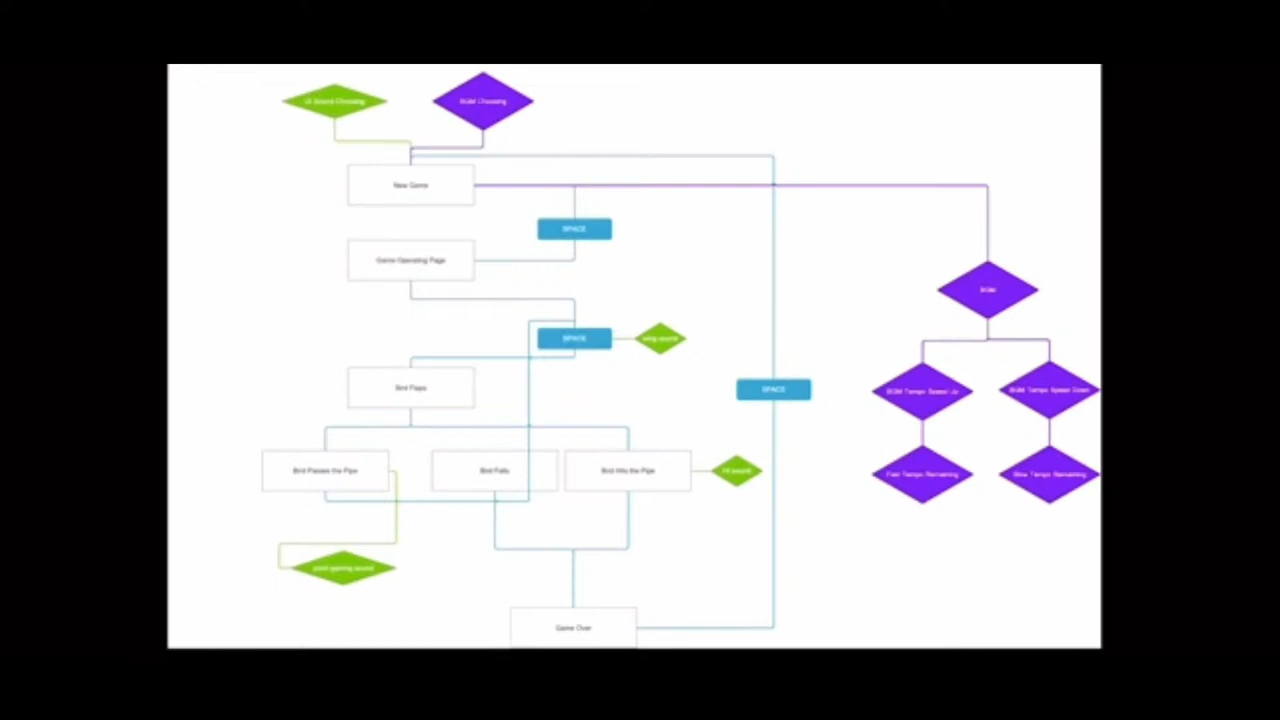 UI Sound Choosing
BGM Choosing
New Game
SPACE
Game Operating Page
BGM
SPACE
wing sound
Bird Flaps
SPACE
BGM Tempo Speed Up
BGM Tempo Speed Down
Bird Passes the Pipe
Bird Falls
Bird Hits the Pipe
Hit sound
Fast Tempo Remaining
Slow Tempo Remaining
point gaining sound
Game Over